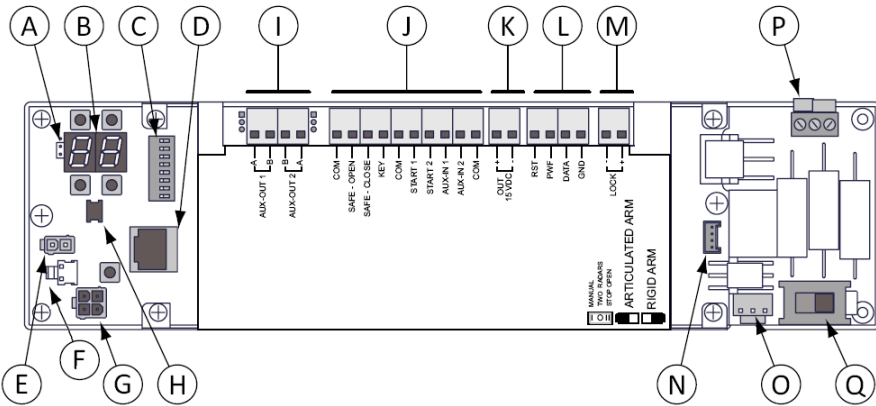 A B C D I J K L M P
88
A
B
B
A
AUX-OUT 1
AUX-OUT 2
COM
SAFE - OPEN
SAFE - CLOSE
KEY
COM
START 1
START 2
AUX-IN 1
AUX-IN 2
COM
+
-
OUT
15 VDC
RST
PWF
DATA
GND
-
+
LOCK
MANUAL
TWO RADARS
STOP OPEN
I O II
ARTICULATED ARM
RIGID ARM
E F G H N O Q